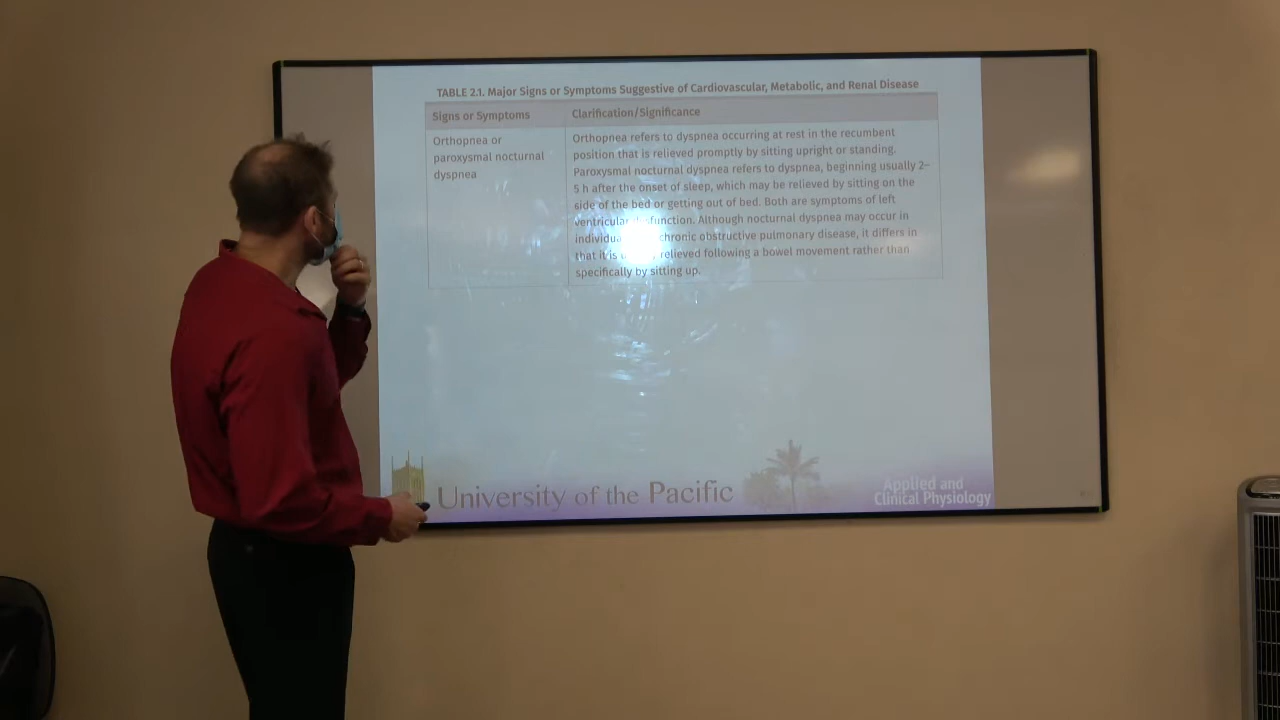 TABLE 2.1. Major Signs or Symptoms Suggestive of Cardiovascular, Metabolic, and Renal Disease
Signs or Symptoms
Clarification/Significance
Orthopnea or
paroxysmal nocturnal
dyspnea
Orthopnea refers to dyspnea occurring at rest in the recumbent
position that is relieved promptly by sitting upright or standing.
Paroxysmal nocturnal dyspnea refers to dyspnea, beginning usually 2–
5 h after the onset of sleep, which may be relieved by sitting on the
side of the bed or getting out of bed. Both are symptoms of left
ventricular dysfunction. Although nocturnal dyspnea may occur in
chronic obstructive pulmonary disease, it differs in
that it is relieved following a bowel movement rather than
specifically by sitting up.
University of the Pacific
Applied and
Clinical Physiology